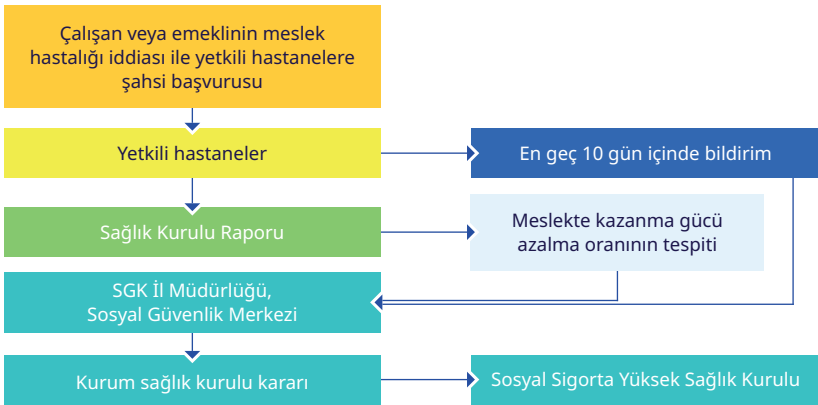 Çalışan veya emeklinin meslek
hastalığı iddiası ile yetkili hastanelere
şahsi başvurusu
Yetkili hastaneler
En geç 10 gün içinde bildirim
Sağlık Kurulu Raporu
Meslekte kazanma gücü
azalma oranının tespiti
SGK İl Müdürlüğü,
Sosyal Güvenlik Merkezi
Kurum sağlık kurulu kararı
Sosyal Sigorta Yüksek Sağlık Kurulu